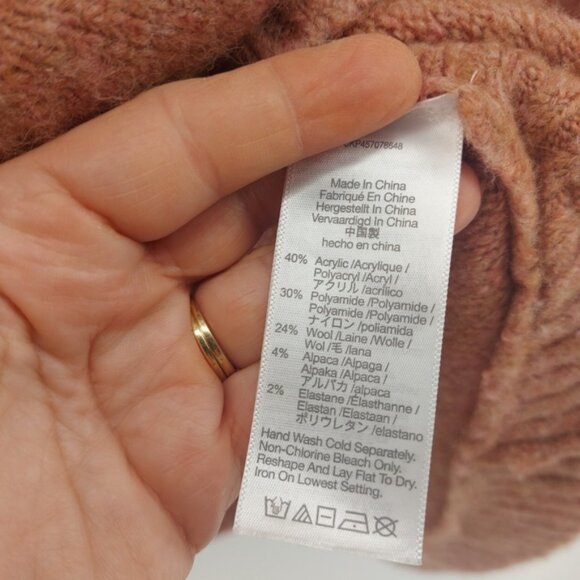 Made In China
Fabriqué En Chine
Hergestellt In China
Vervaardigd In China
中国製
hecho en china
40% Acrylic /Acrylique /
Polyacryl /Acryl /
アクリル /acrílico
30% Polyamide /Polyamide /
Polyamide /Polyamide /
ナイロン /poliamida
24% Wool /Laine /Wolle /
Wol /毛 /lana
4% Alpaca /Alpaga /
Alpaka /Alpaca /
アルパカ /alpaca
2% Elastane /Élasthanne /
Elastan /Elastaan /
ポリウレタン /elastano
Hand Wash Cold Separately.
Non-Chlorine Bleach Only.
Reshape And Lay Flat To Dry.
Iron On Lowest Setting.